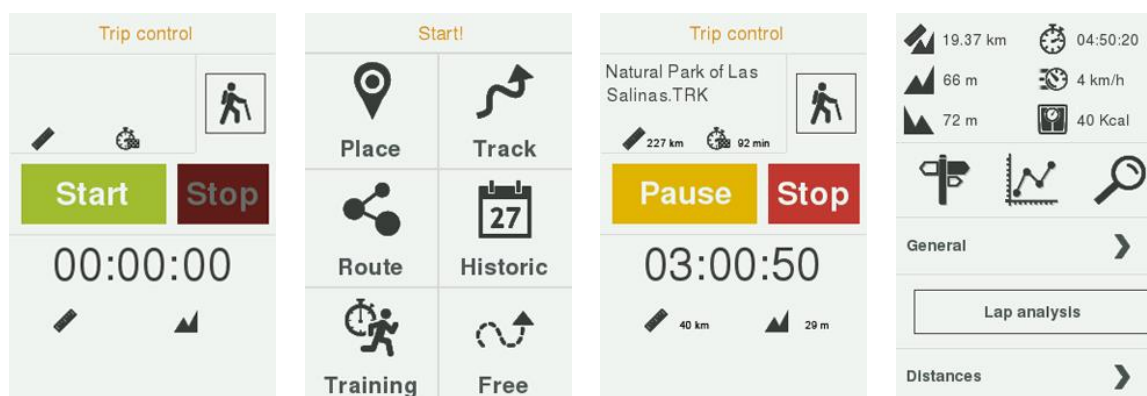 Trip control
Start
Stop
00:00:00
Start!
Place
Track
Route
27
Historic
Training
Free
Trip control
Natural Park of Las
Salinas.TRK
227 km
92 min
Pause
Stop
03:00:50
40 km
29 m
19.37 km
04:50:20
66 m
4 km/h
72 m
40 Kcal
General
Lap analysis
Distances